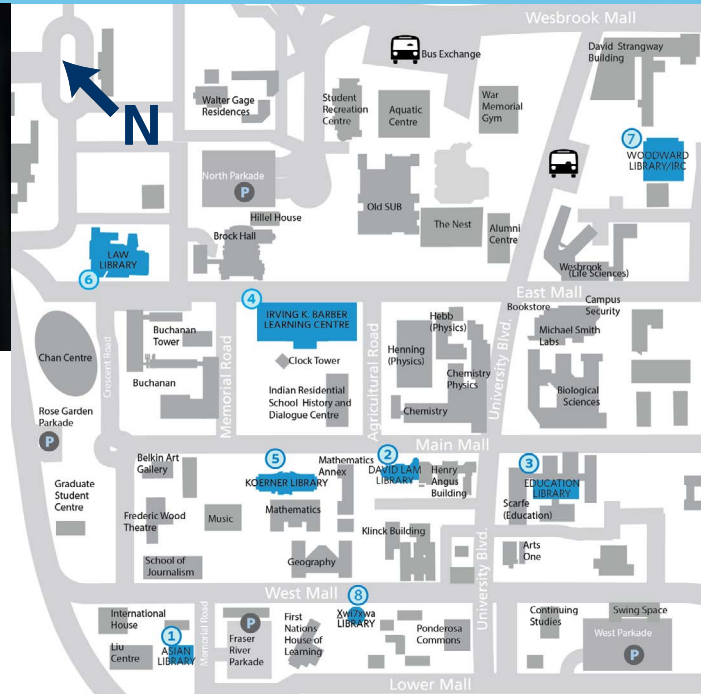 Wesbrook Mall
Bus Exchange
David Strangway
Building
N
Walter Gage
Residences
Student
Recreation
Centre
Aquatic
Centre
War
Memorial
Gym
7
WOODWARD
LIBRARY/IRC
North Parkade
P
Hillel House
Old SUB
The Nest
Alumni
Centre
Brock Hall
LAW
LIBRARY
6
Wesbrook
(Life Sciences)
East Mall
4
IRVING K. BARBER
LEARNING CENTRE
Clock Tower
Indian Residential
School History and
Dialogue Centre
Chan Centre
Crescent Road
Buchanan
Tower
Buchanan
Memorial Road
Agricultural Road
Hebb
(Physics)
Henning
(Physics)
Chemistry
Physics
Chemistry
University Blvd.
Bookstore
Campus
Security
Michael Smith
Labs
Biological
Sciences
Rose Garden
Parkade
P
Main Mall
Belkin Art
Gallery
5
KOERNER LIBRARY
Mathematics
Annex
2
DAVID LAM
LIBRARY
Henry
Angus
Building
3
EDUCATION
LIBRARY
Scarfe
(Education)
Graduate
Student
Centre
Frederic Wood
Theatre
Music
Mathematics
Klinck Building
University Blvd.
Arts
One
School of
Journalism
Geography
West Mall
8
Xwi7xwa
LIBRARY
International
House
1
ASIAN
LIBRARY
Liu
Centre
Memorial Road
P
Fraser
River
Parkade
First
Nations
House of
Learning
Ponderosa
Commons
Continuing
Studies
Swing Space
West Parkade
P
Lower Mall